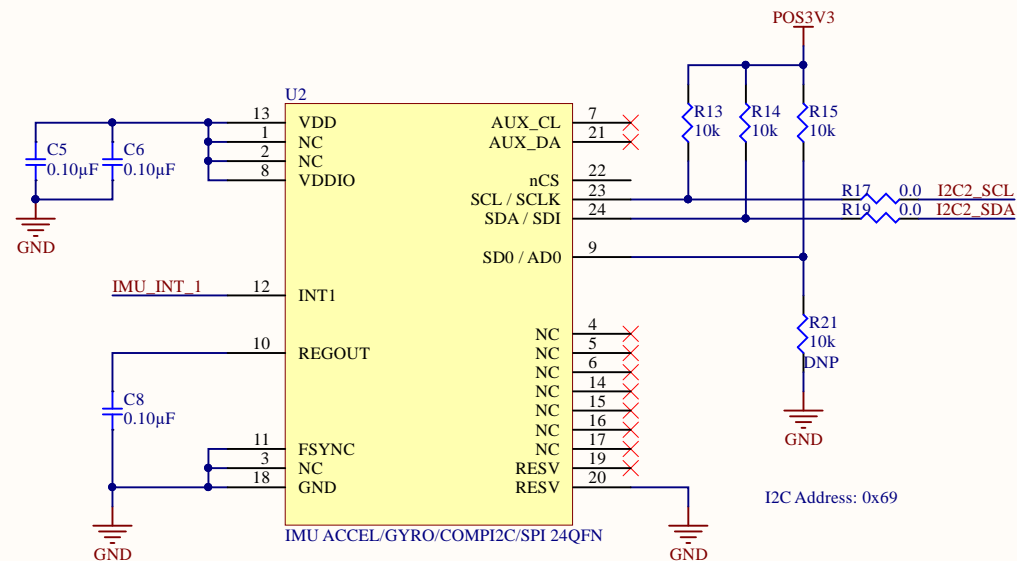 POS3V3
U2
13 VDD
1 NC
2 NC
8 VDDIO
C5
0.10µF
C6
0.10µF
GND
IMU_INT_1
12 INT1
10 REGOUT
C8
0.10µF
11 FSYNC
3 NC
18 GND
GND
AUX_CL 7
AUX_DA 21
nCS 22
SCL / SCLK 23
SDA / SDI 24
SD0 / AD0 9
NC 4
NC 5
NC 6
NC 14
NC 15
NC 16
NC 17
RESV 19
RESV 20
IMU ACCEL/GYRO/COMPI2C/SPI 24QFN
GND
R13
10k
R14
10k
R15
10k
R17 0.0 I2C2_SCL
R19 0.0 I2C2_SDA
R21
10k
DNP
GND
I2C Address: 0x69